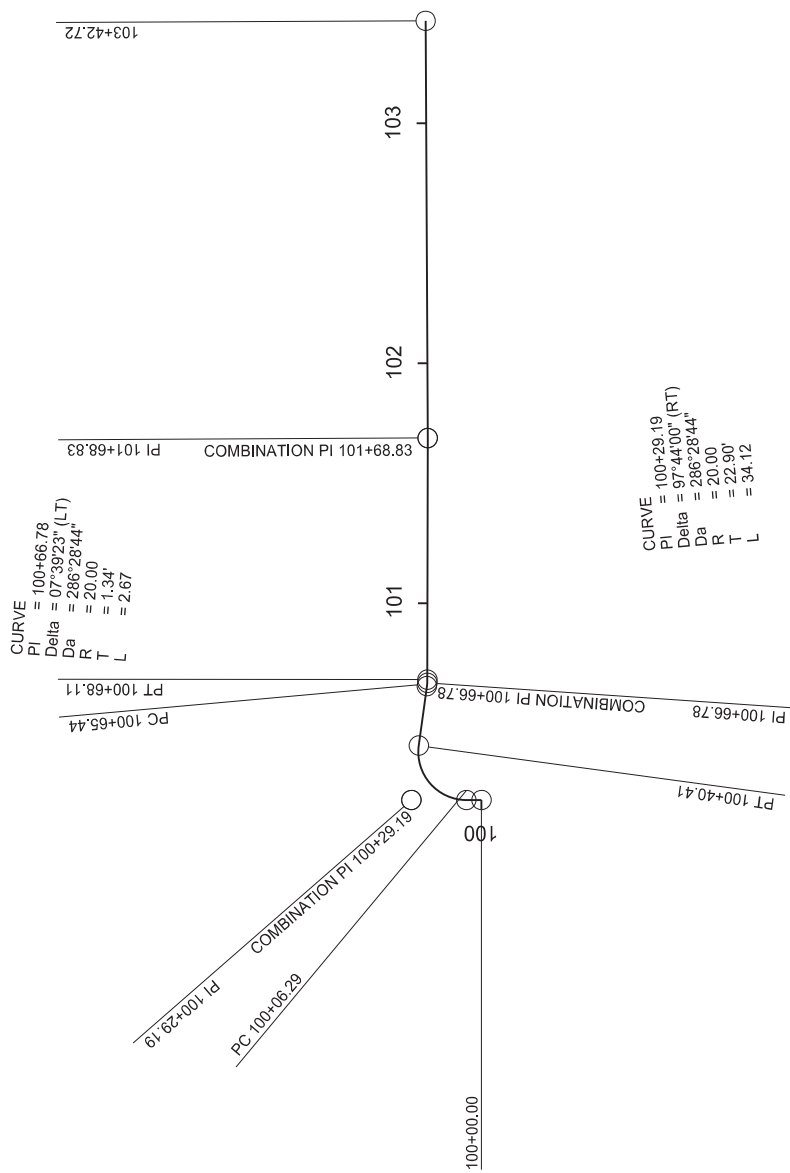 103+42.72
103
102
PI 101+68.83
COMBINATION PI 101+68.83
CURVE
PI = 100+66.78
Delta = 07°39'23" (LT)
Da = 286°28'44"
R = 20.00
T = 1.34'
L = 2.67
CURVE
PI = 100+29.19
Delta = 97°44'00" (RT)
Da = 286°28'44"
R = 20.00
T = 22.90'
L = 34.12
101
PT 100+68.11
PC 100+65.44
COMBINATION PI 100+66.78
PI 100+66.78
PT 100+40.41
100
COMBINATION PI 100+29.19
PI 100+29.19
PC 100+06.29
100+00.00